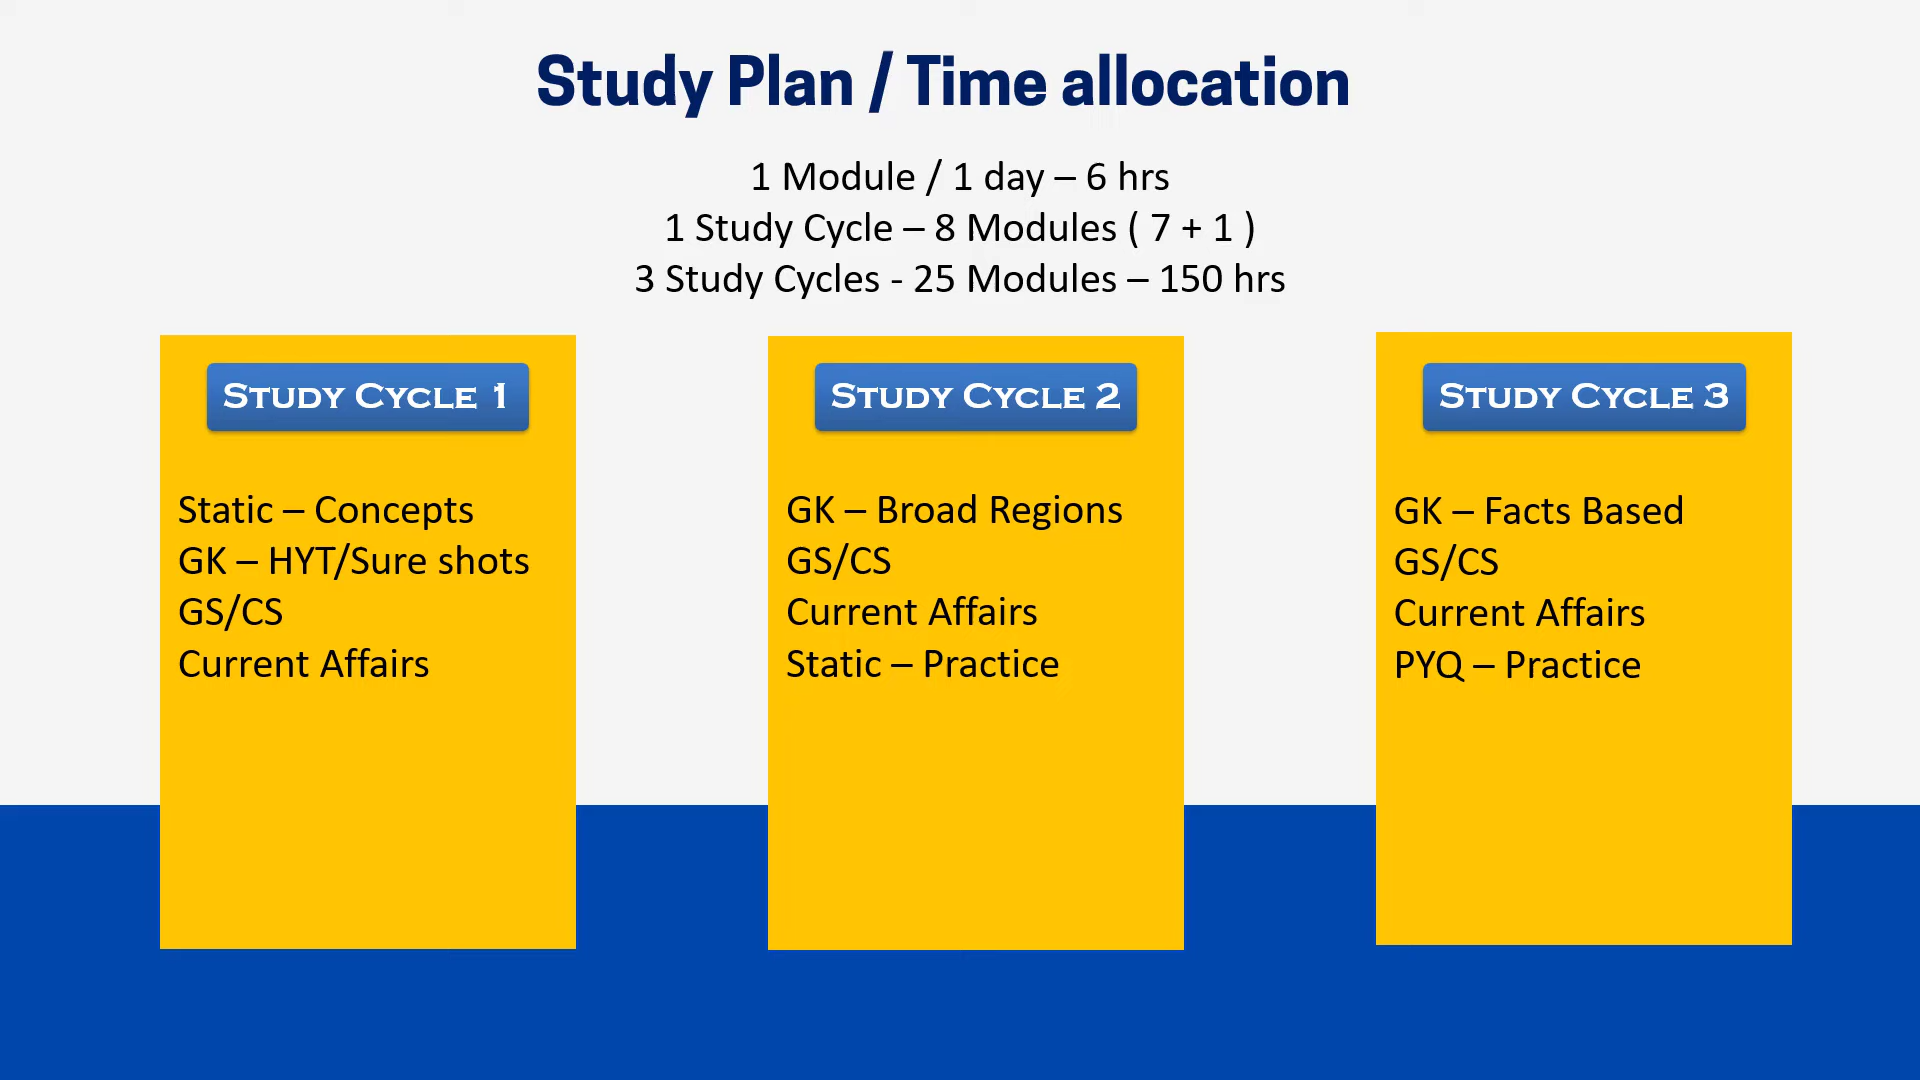 Study Plan / Time allocation
1 Module / 1 day – 6 hrs
1 Study Cycle – 8 Modules ( 7 + 1 )
3 Study Cycles - 25 Modules – 150 hrs
Study Cycle 1
Static – Concepts
GK – HYT/Sure shots
GS/CS
Current Affairs
Study Cycle 2
GK – Broad Regions
GS/CS
Current Affairs
Static – Practice
Study Cycle 3
GK – Facts Based
GS/CS
Current Affairs
PYQ – Practice